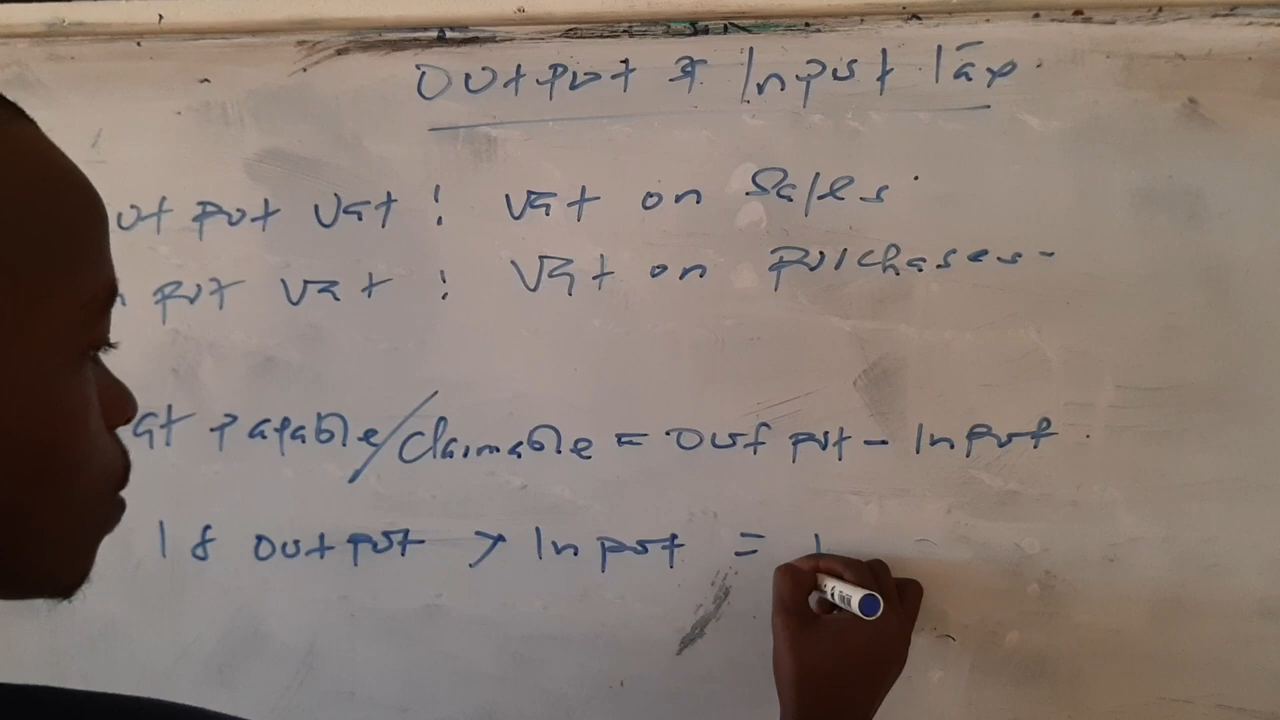 Output & Input Tax.
utput Vat : Vat on Sales.
nput Vat : Vat on purchases.
at payable/Claimable = Output - Input.
If Output > Input =